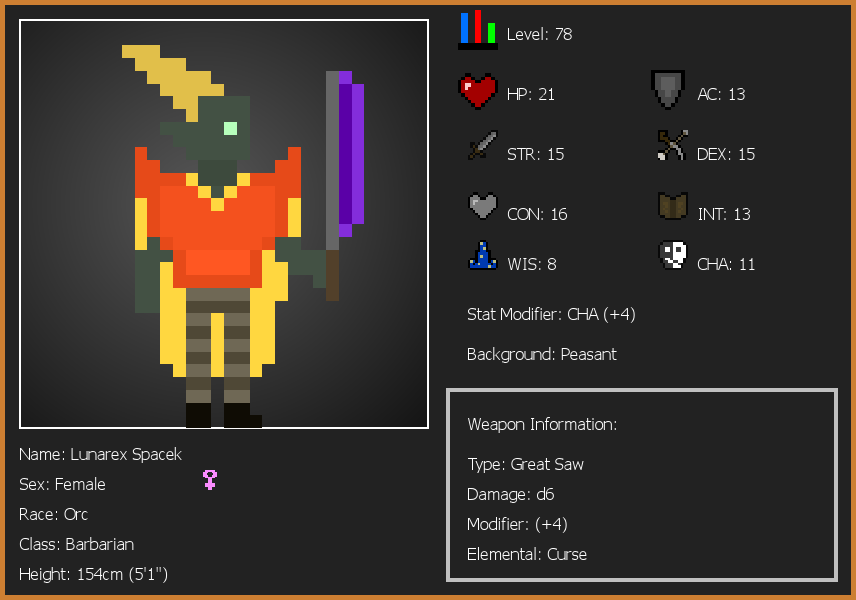 Level: 78
HP: 21
AC: 13
STR: 15
DEX: 15
CON: 16
INT: 13
WIS: 8
CHA: 11
Stat Modifier: CHA (+4)
Background: Peasant
Weapon Information:
Type: Great Saw
Damage: d6
Modifier: (+4)
Elemental: Curse
Name: Lunarex Spacek
Sex: Female
Race: Orc
Class: Barbarian
Height: 154cm (5'1")